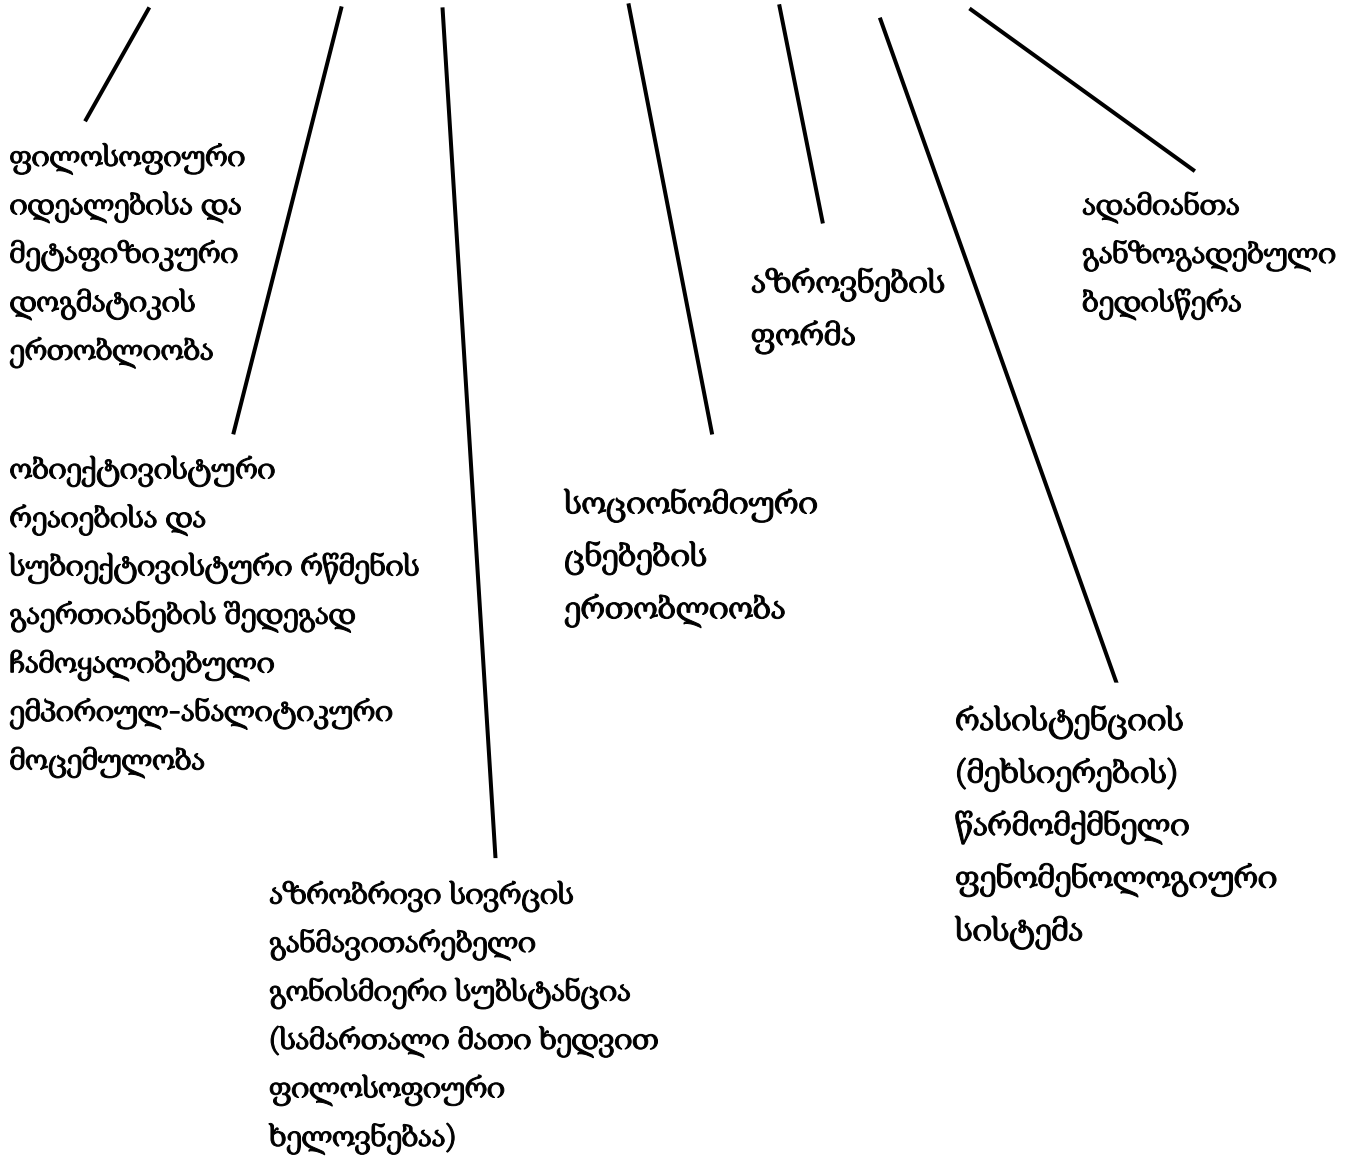 ფილოსოფიური
იდეალებისა და
მეტაფიზიკური
დოგმატიკის
ერთობლიობა
ობიექტივისტური
რეაიებისა და
სუბიექტივისტური რწმენის
გაერთიანების შედეგად
ჩამოყალიბებული
ემპირიულ-ანალიტიკური
მოცემულობა
აზრობრივი სივრცის
განმავითარებელი
გონისმიერი სუბსტანცია
(სამართალი მათი ხედვით
ფილოსოფიური
ხელოვნებაა)
სოციონომიური
ცნებების
ერთობლიობა
აზროვნების
ფორმა
რასისტენციის
(მეხსიერების)
წარმომქმნელი
ფენომენოლოგიური
სისტემა
ადამიანთა
განზოგადებული
ბედისწერა